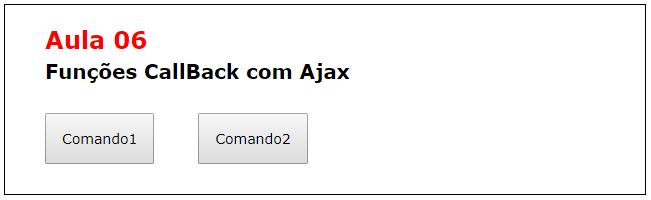 Aula 06
Funções CallBack com Ajax
Comando1 Comando2